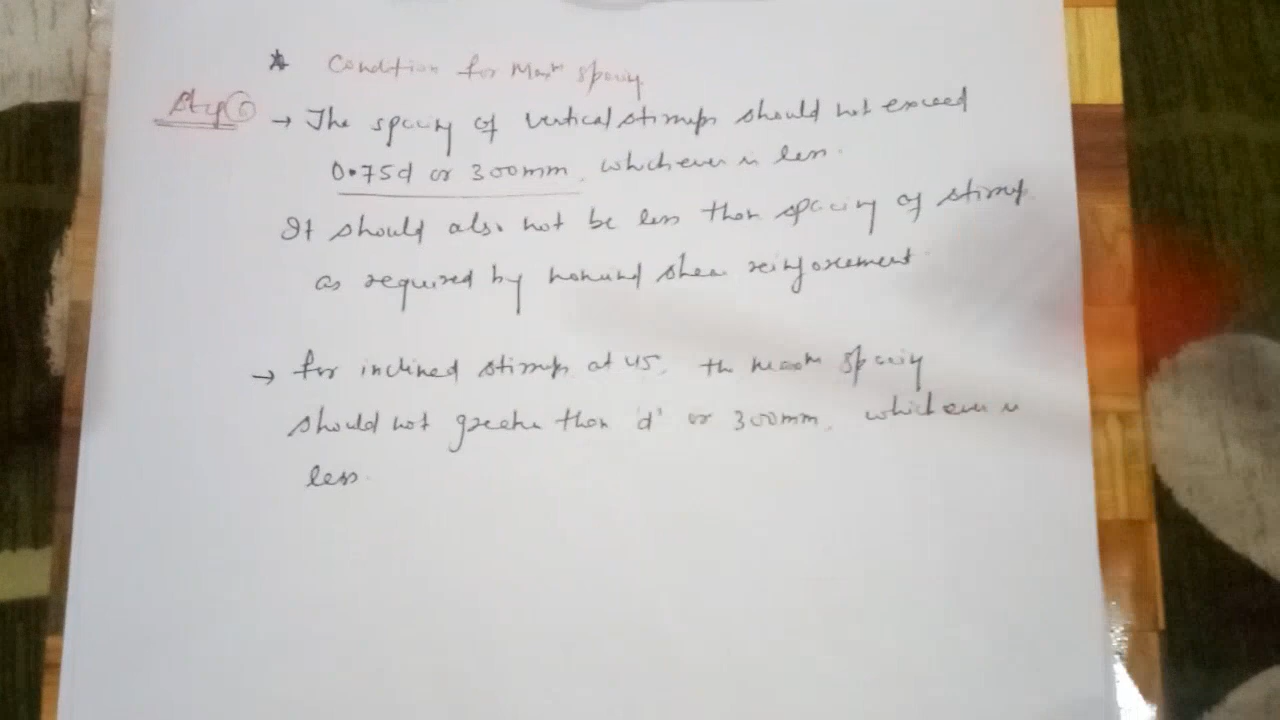 * Condition for Maxm spacing
Step ⑥ → The spacing of vertical stirrups should not exceed
0.75d or 300mm, whichever is less.
It should also not be less than spacing of stirrup
as required by nominal shear reinforcement.
→ for inclined stirrups at 45, the maxm spacing
should not greater than 'd' or 300mm, whichever is
less.